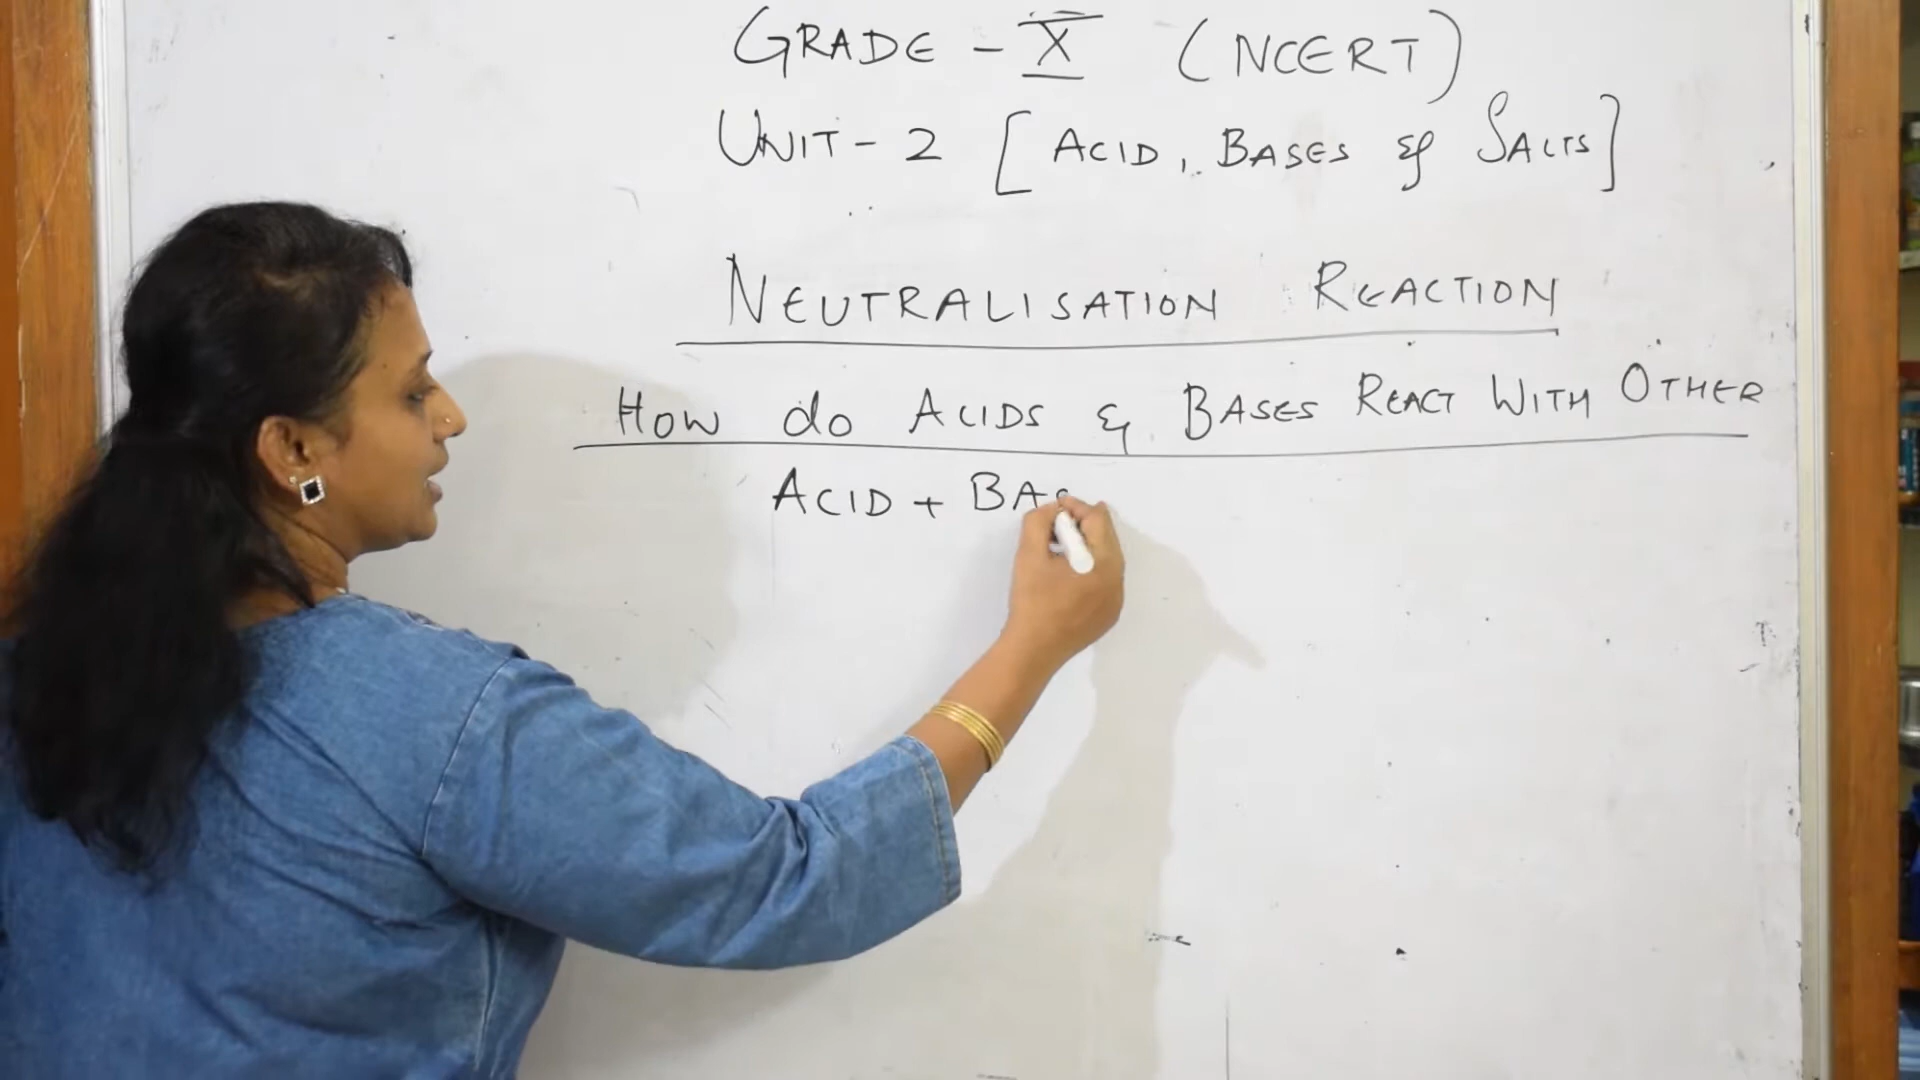 GRADE - X (NCERT)
UNIT - 2 [ACID, BASES & SALTS]
NEUTRALISATION REACTION
HOW do ACIDS & BASES REACT WITH OTHER
ACID + BAS